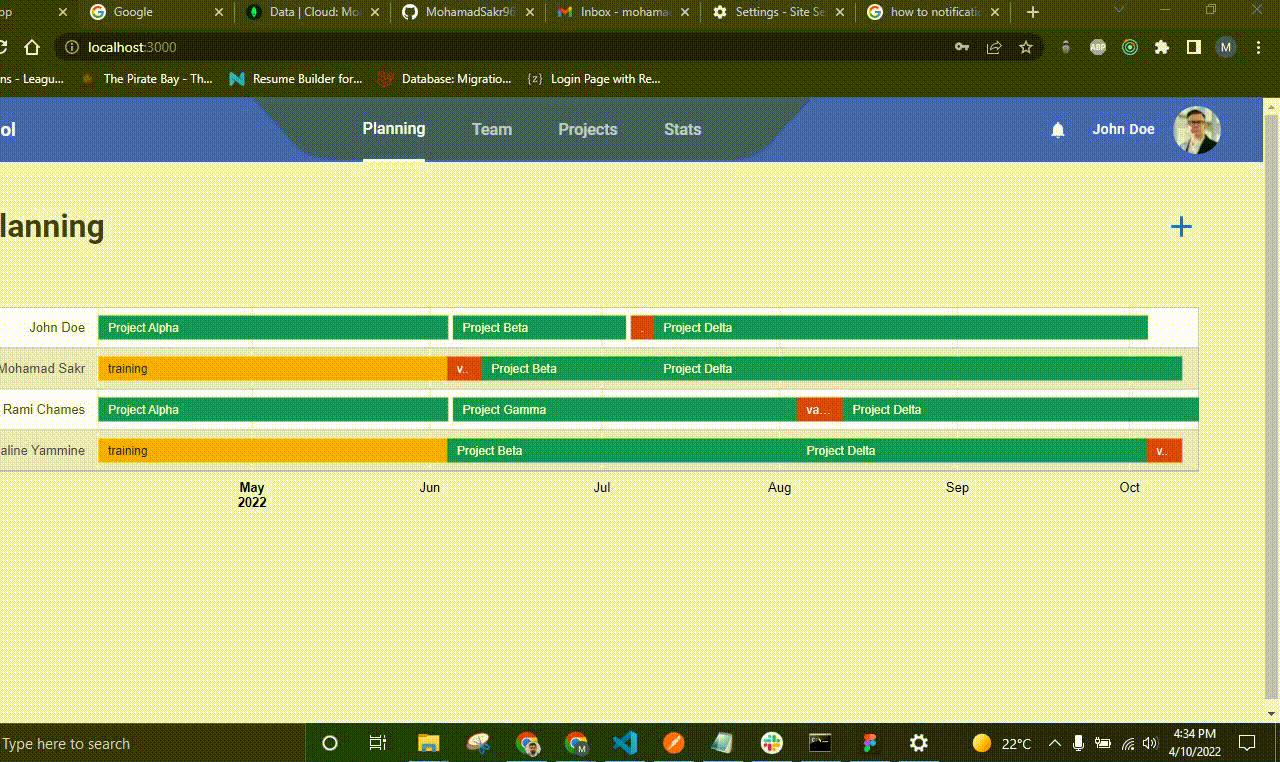 op
Google
Data | Cloud: Mo
MohamadSakr96
Inbox - mohama
Settings - Site Se
how to notificati
localhost:3000
ABP
M
ns - Leagu...
The Pirate Bay - Th...
Resume Builder for...
Database: Migratio...
{z}
Login Page with Re...
ol
Planning
Team
Projects
Stats
John Doe
lanning
John Doe
Project Alpha
Project Beta
.
Project Delta
Mohamad Sakr
training
v..
Project Beta
Project Delta
Rami Chames
Project Alpha
Project Gamma
va...
Project Delta
aline Yammine
training
Project Beta
Project Delta
v..
May
2022
Jun
Jul
Aug
Sep
Oct
Type here to search
M
22°C
4:34 PM
4/10/2022